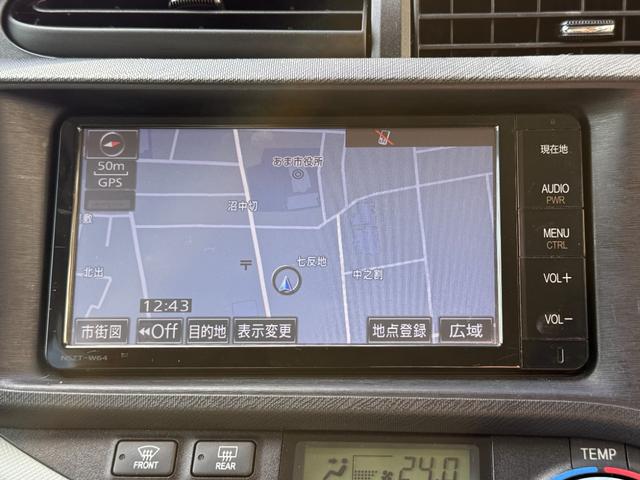 50m
GPS
あま市役所
沼中切
敷
北出
〒
七反地
中之割
12:43
市街図
◀◀Off
目的地
表示変更
地点登録
広域
NSZT-W64
現在地
AUDIO
PWR
MENU
CTRL
VOL+
VOL−
FRONT
REAR
24.0
TEMP